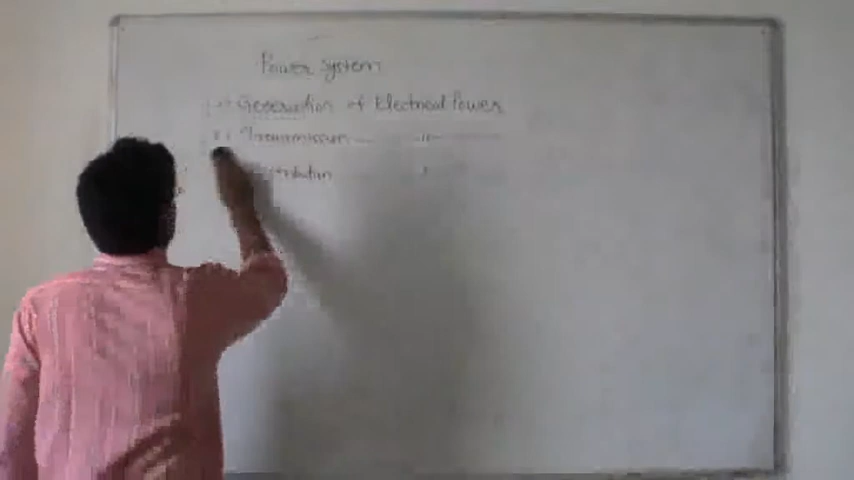 Power System
Generation of Electrical Power
Transmission — " —